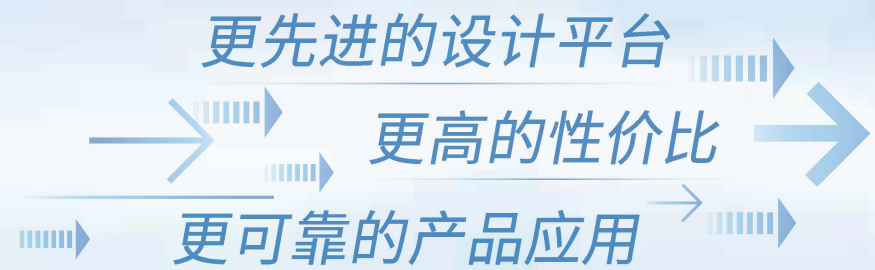 更先进的设计平台
更高的性价比
更可靠的产品应用